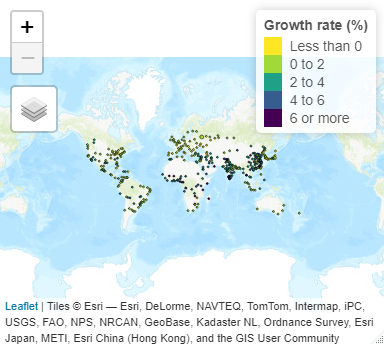 +
−
Growth rate (%)
Less than 0
0 to 2
2 to 4
4 to 6
6 or more
Leaflet | Tiles © Esri — Esri, DeLorme, NAVTEQ, TomTom, Intermap, iPC,
USGS, FAO, NPS, NRCAN, GeoBase, Kadaster NL, Ordnance Survey, Esri
Japan, METI, Esri China (Hong Kong), and the GIS User Community